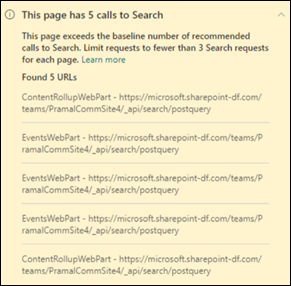 This page has 5 calls to Search
This page exceeds the baseline number of recommended
calls to Search. Limit requests to fewer than 3 Search requests
for each page. Learn more
Found 5 URLs
ContentRollupWebPart - https://microsoft.sharepoint-df.com/
teams/PramalCommSite4/_api/search/postquery
EventsWebPart - https://microsoft.sharepoint-df.com/teams/P
ramalCommSite4/_api/search/postquery
EventsWebPart - https://microsoft.sharepoint-df.com/teams/P
ramalCommSite4/_api/search/postquery
EventsWebPart - https://microsoft.sharepoint-df.com/teams/P
ramalCommSite4/_api/search/postquery
ContentRollupWebPart - https://microsoft.sharepoint-df.com/
teams/PramalCommSite4/_api/search/postquery